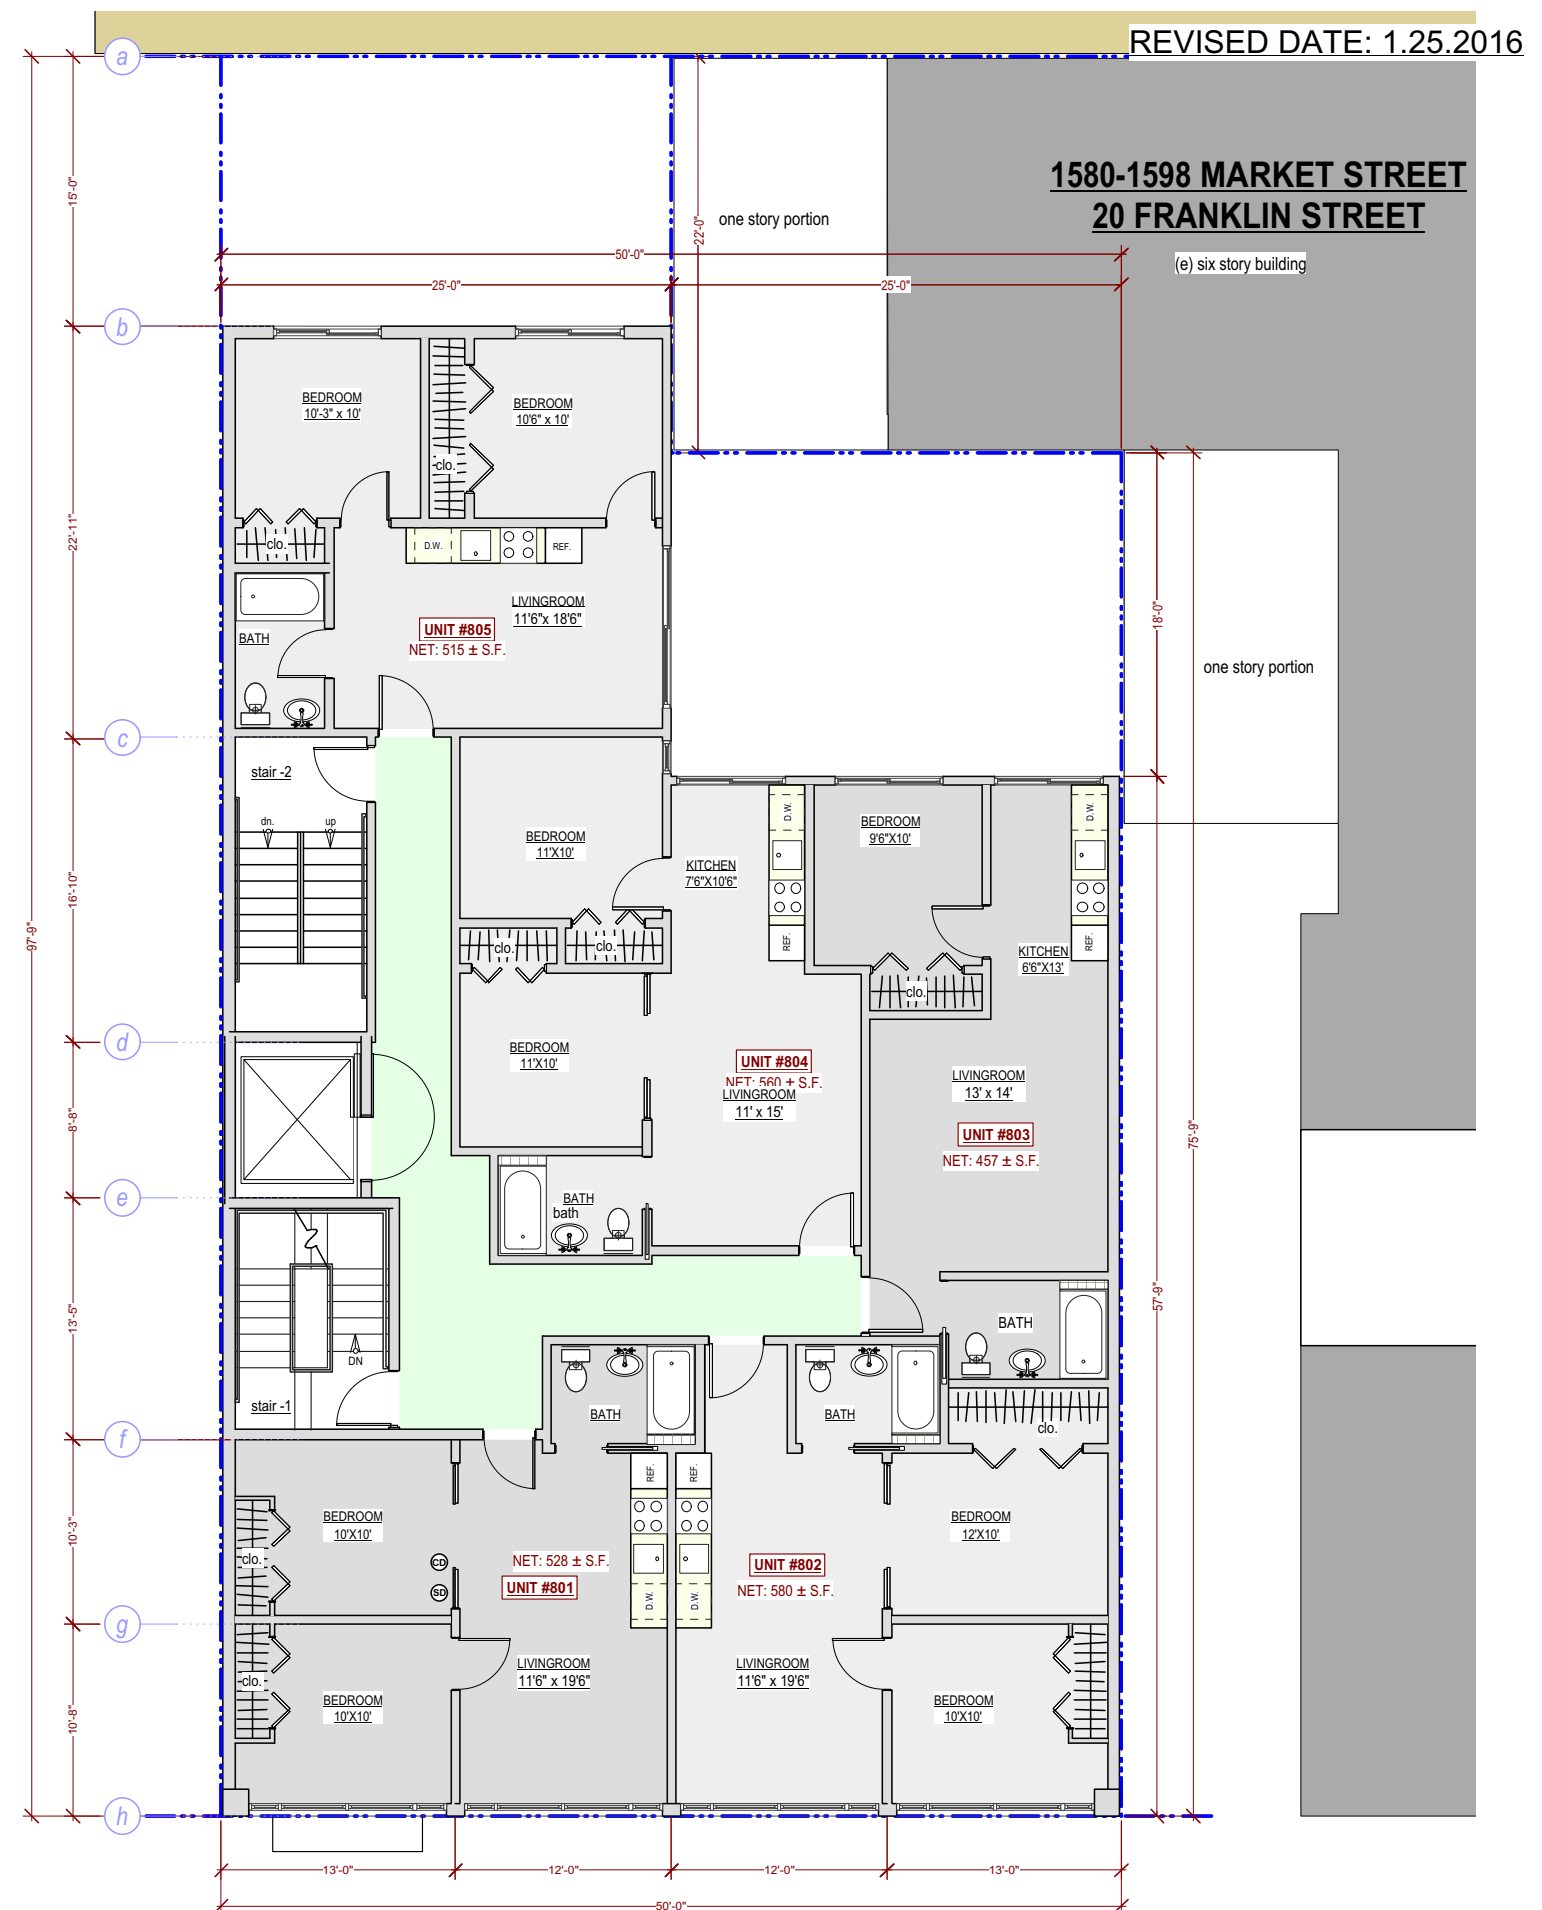 REVISED DATE: 1.25.2016
a
1580-1598 MARKET STREET
20 FRANKLIN STREET
(e) six story building
one story portion
15'-0"
22'-0"
50'-0"
25'-0"
25'-0"
b
BEDROOM
10'-3" x 10'
BEDROOM
10'6" x 10'
clo.
clo.
D.W.
REF.
22'-11"
LIVINGROOM
11'6"x 18'6"
UNIT #805
NET: 515 ± S.F.
BATH
18'-0"
one story portion
c
stair -2
dn.
up
BEDROOM
11'X10'
KITCHEN
7'6"X10'6"
D.W.
REF.
BEDROOM
9'6"X10'
D.W.
REF.
KITCHEN
6'6"X13'
16'-10"
97'-9"
clo.
clo.
clo.
d
BEDROOM
11'X10'
UNIT #804
NET: 560 ± S.F.
LIVINGROOM
11' x 15'
LIVINGROOM
13' x 14'
UNIT #803
NET: 457 ± S.F.
8'-8"
75'-9"
e
BATH
bath
57'-9"
13'-5"
DN
stair -1
BATH
BATH
BATH
clo.
f
REF.
REF.
BEDROOM
10'X10'
BEDROOM
12'X10'
10'-3"
clo.
CD
SD
NET: 528 ± S.F.
UNIT #801
UNIT #802
NET: 580 ± S.F.
D.W.
D.W.
g
clo.
BEDROOM
10'X10'
LIVINGROOM
11'6" x 19'6"
LIVINGROOM
11'6" x 19'6"
BEDROOM
10'X10'
10'-8"
h
13'-0"
12'-0"
12'-0"
13'-0"
50'-0"